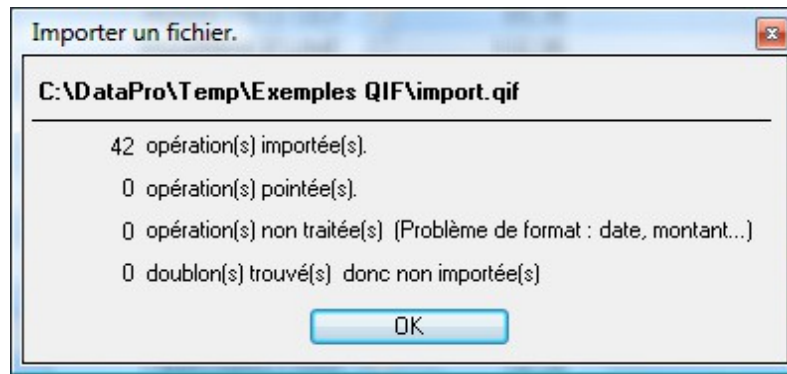 Importer un fichier.
C:\DataPro\Temp\Exemples QIF\import.qif
42 opération(s) importée(s).
0 opération(s) pointée(s).
0 opération(s) non traitée(s) (Problème de format : date, montant...)
0 doublon(s) trouvé(s) donc non importée(s)
OK